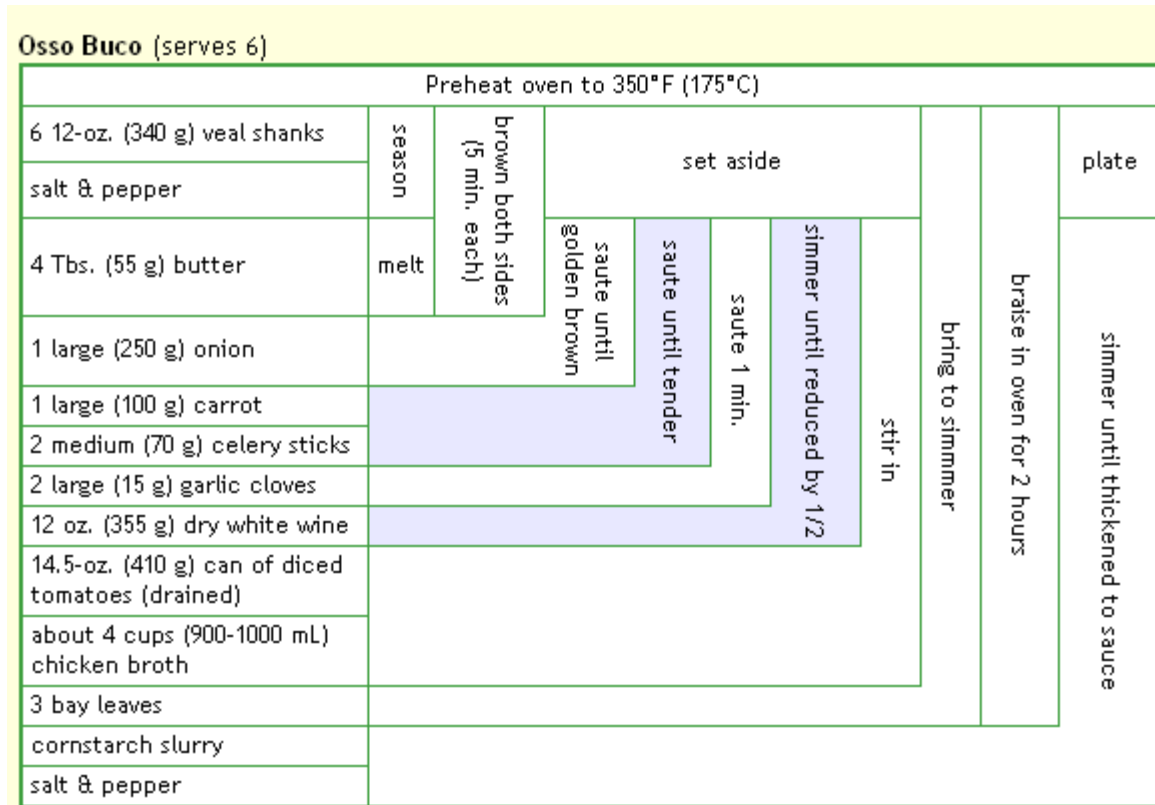 Osso Buco (serves 6)
Preheat oven to 350°F (175°C)
6 12-oz. (340 g) veal shanks
salt & pepper
season
brown both sides
(5 min. each)
set aside
plate
4 Tbs. (55 g) butter
melt
saute until
golden brown
saute until tender
saute 1 min.
simmer until reduced by 1/2
stir in
bring to simmmer
braise in oven for 2 hours
simmer until thickened to sauce
1 large (250 g) onion
1 large (100 g) carrot
2 medium (70 g) celery sticks
2 large (15 g) garlic cloves
12 oz. (355 g) dry white wine
14.5-oz. (410 g) can of diced
tomatoes (drained)
about 4 cups (900-1000 mL)
chicken broth
3 bay leaves
cornstarch slurry
salt & pepper